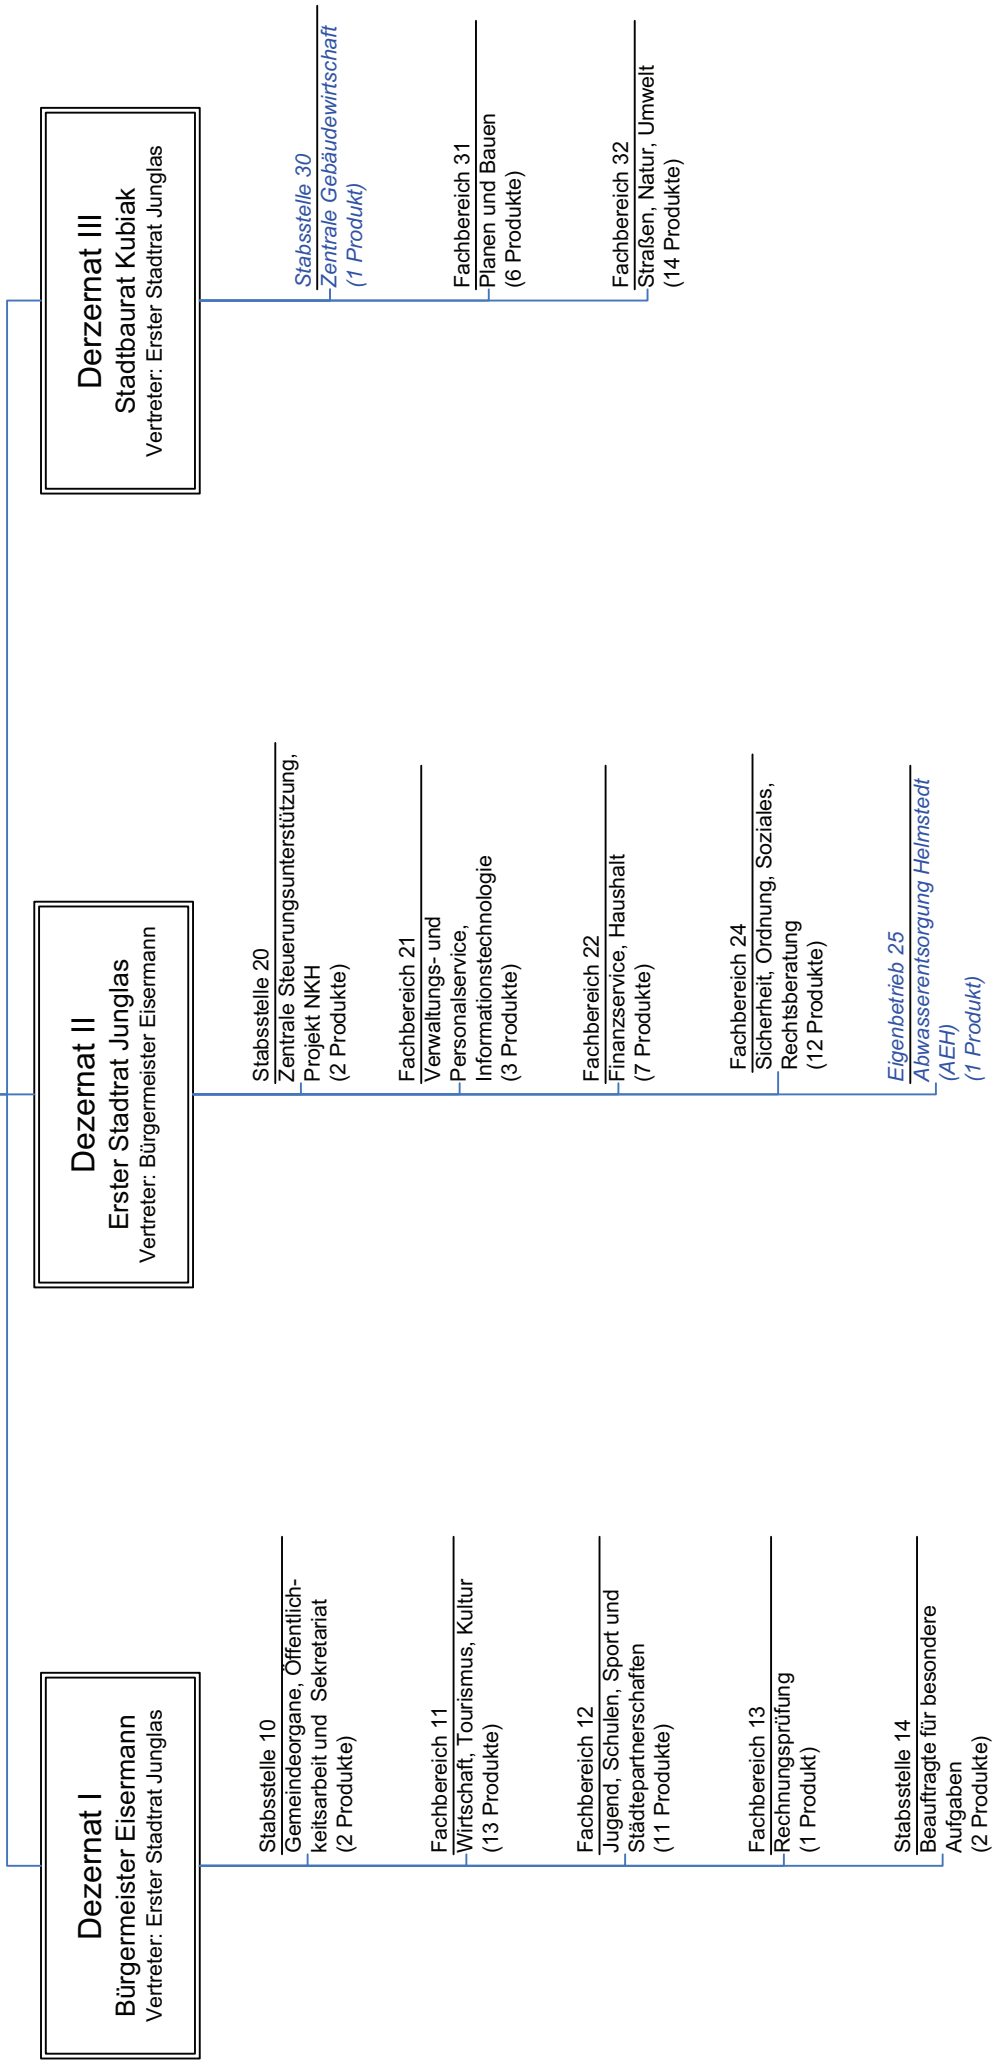 Dezernat I
Bürgermeister Eisermann
Vertreter: Erster Stadtrat Junglas
Stabsstelle 10
Gemeindeorgane, Öffentlich-
keitsarbeit und Sekretariat
(2 Produkte)
Fachbereich 11
Wirtschaft, Tourismus, Kultur
(13 Produkte)
Fachbereich 12
Jugend, Schulen, Sport und
Städtepartnerschaften
(11 Produkte)
Fachbereich 13
Rechnungsprüfung
(1 Produkt)
Stabsstelle 14
Beauftragte für besondere
Aufgaben
(2 Produkte)
Dezernat II
Erster Stadtrat Junglas
Vertreter: Bürgermeister Eisermann
Stabsstelle 20
Zentrale Steuerungsunterstützung,
Projekt NKH
(2 Produkte)
Fachbereich 21
Verwaltungs- und
Personalservice,
Informationstechnologie
(3 Produkte)
Fachbereich 22
Finanzservice, Haushalt
(7 Produkte)
Fachbereich 24
Sicherheit, Ordnung, Soziales,
Rechtsberatung
(12 Produkte)
Eigenbetrieb 25
Abwasserentsorgung Helmstedt
(AEH)
(1 Produkt)
Derzernat III
Stadtbaurat Kubiak
Vertreter: Erster Stadtrat Junglas
Stabsstelle 30
Zentrale Gebäudewirtschaft
(1 Produkt)
Fachbereich 31
Planen und Bauen
(6 Produkte)
Fachbereich 32
Straßen, Natur, Umwelt
(14 Produkte)